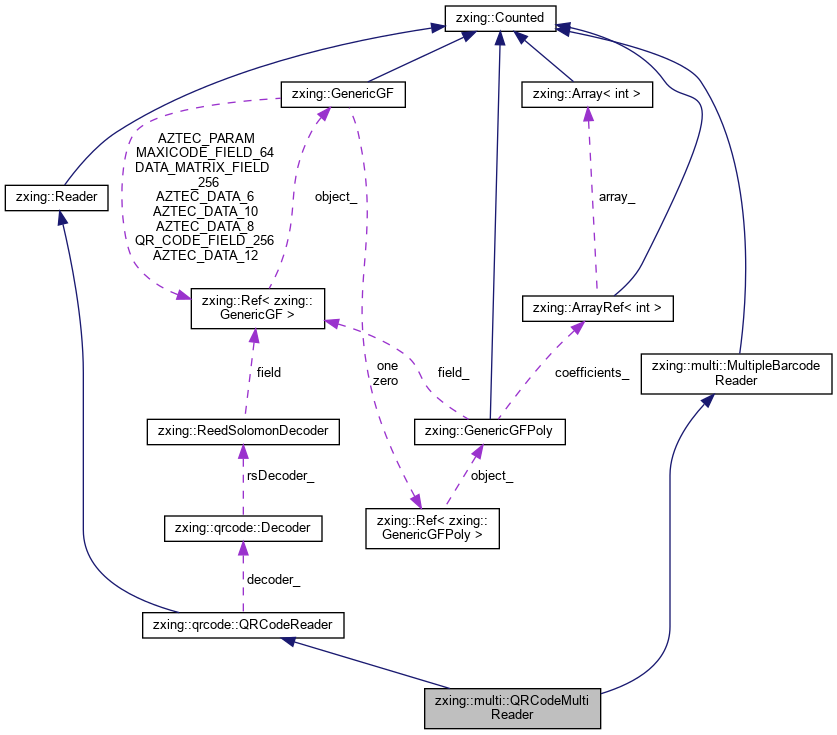 zxing::Counted
zxing::GenericGF
zxing::Array< int >
AZTEC_PARAM
MAXICODE_FIELD_64
DATA_MATRIX_FIELD
_256
AZTEC_DATA_6
AZTEC_DATA_10
AZTEC_DATA_8
QR_CODE_FIELD_256
AZTEC_DATA_12
zxing::Reader
object_
array_
zxing::Ref< zxing::
GenericGF >
zxing::ArrayRef< int >
one
zero
field
field_
coefficients_
zxing::multi::MultipleBarcode
Reader
zxing::ReedSolomonDecoder
zxing::GenericGFPoly
rsDecoder_
object_
zxing::qrcode::Decoder
zxing::Ref< zxing::
GenericGFPoly >
decoder_
zxing::qrcode::QRCodeReader
zxing::multi::QRCodeMulti
Reader